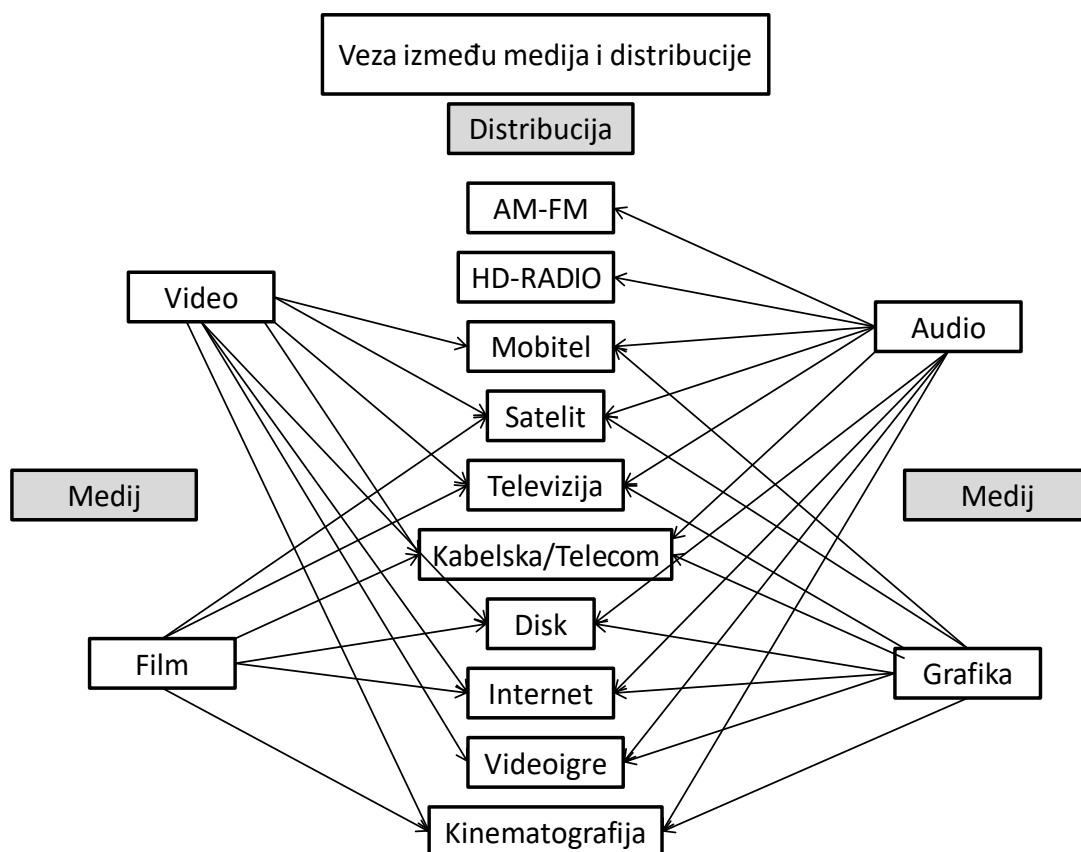 Veza između medija i distribucije
Distribucija
AM-FM
HD-RADIO
Video
Audio
Mobitel
Satelit
Televizija
Medij
Medij
Kabelska/Telecom
Disk
Film
Grafika
Internet
Videoigre
Kinematografija